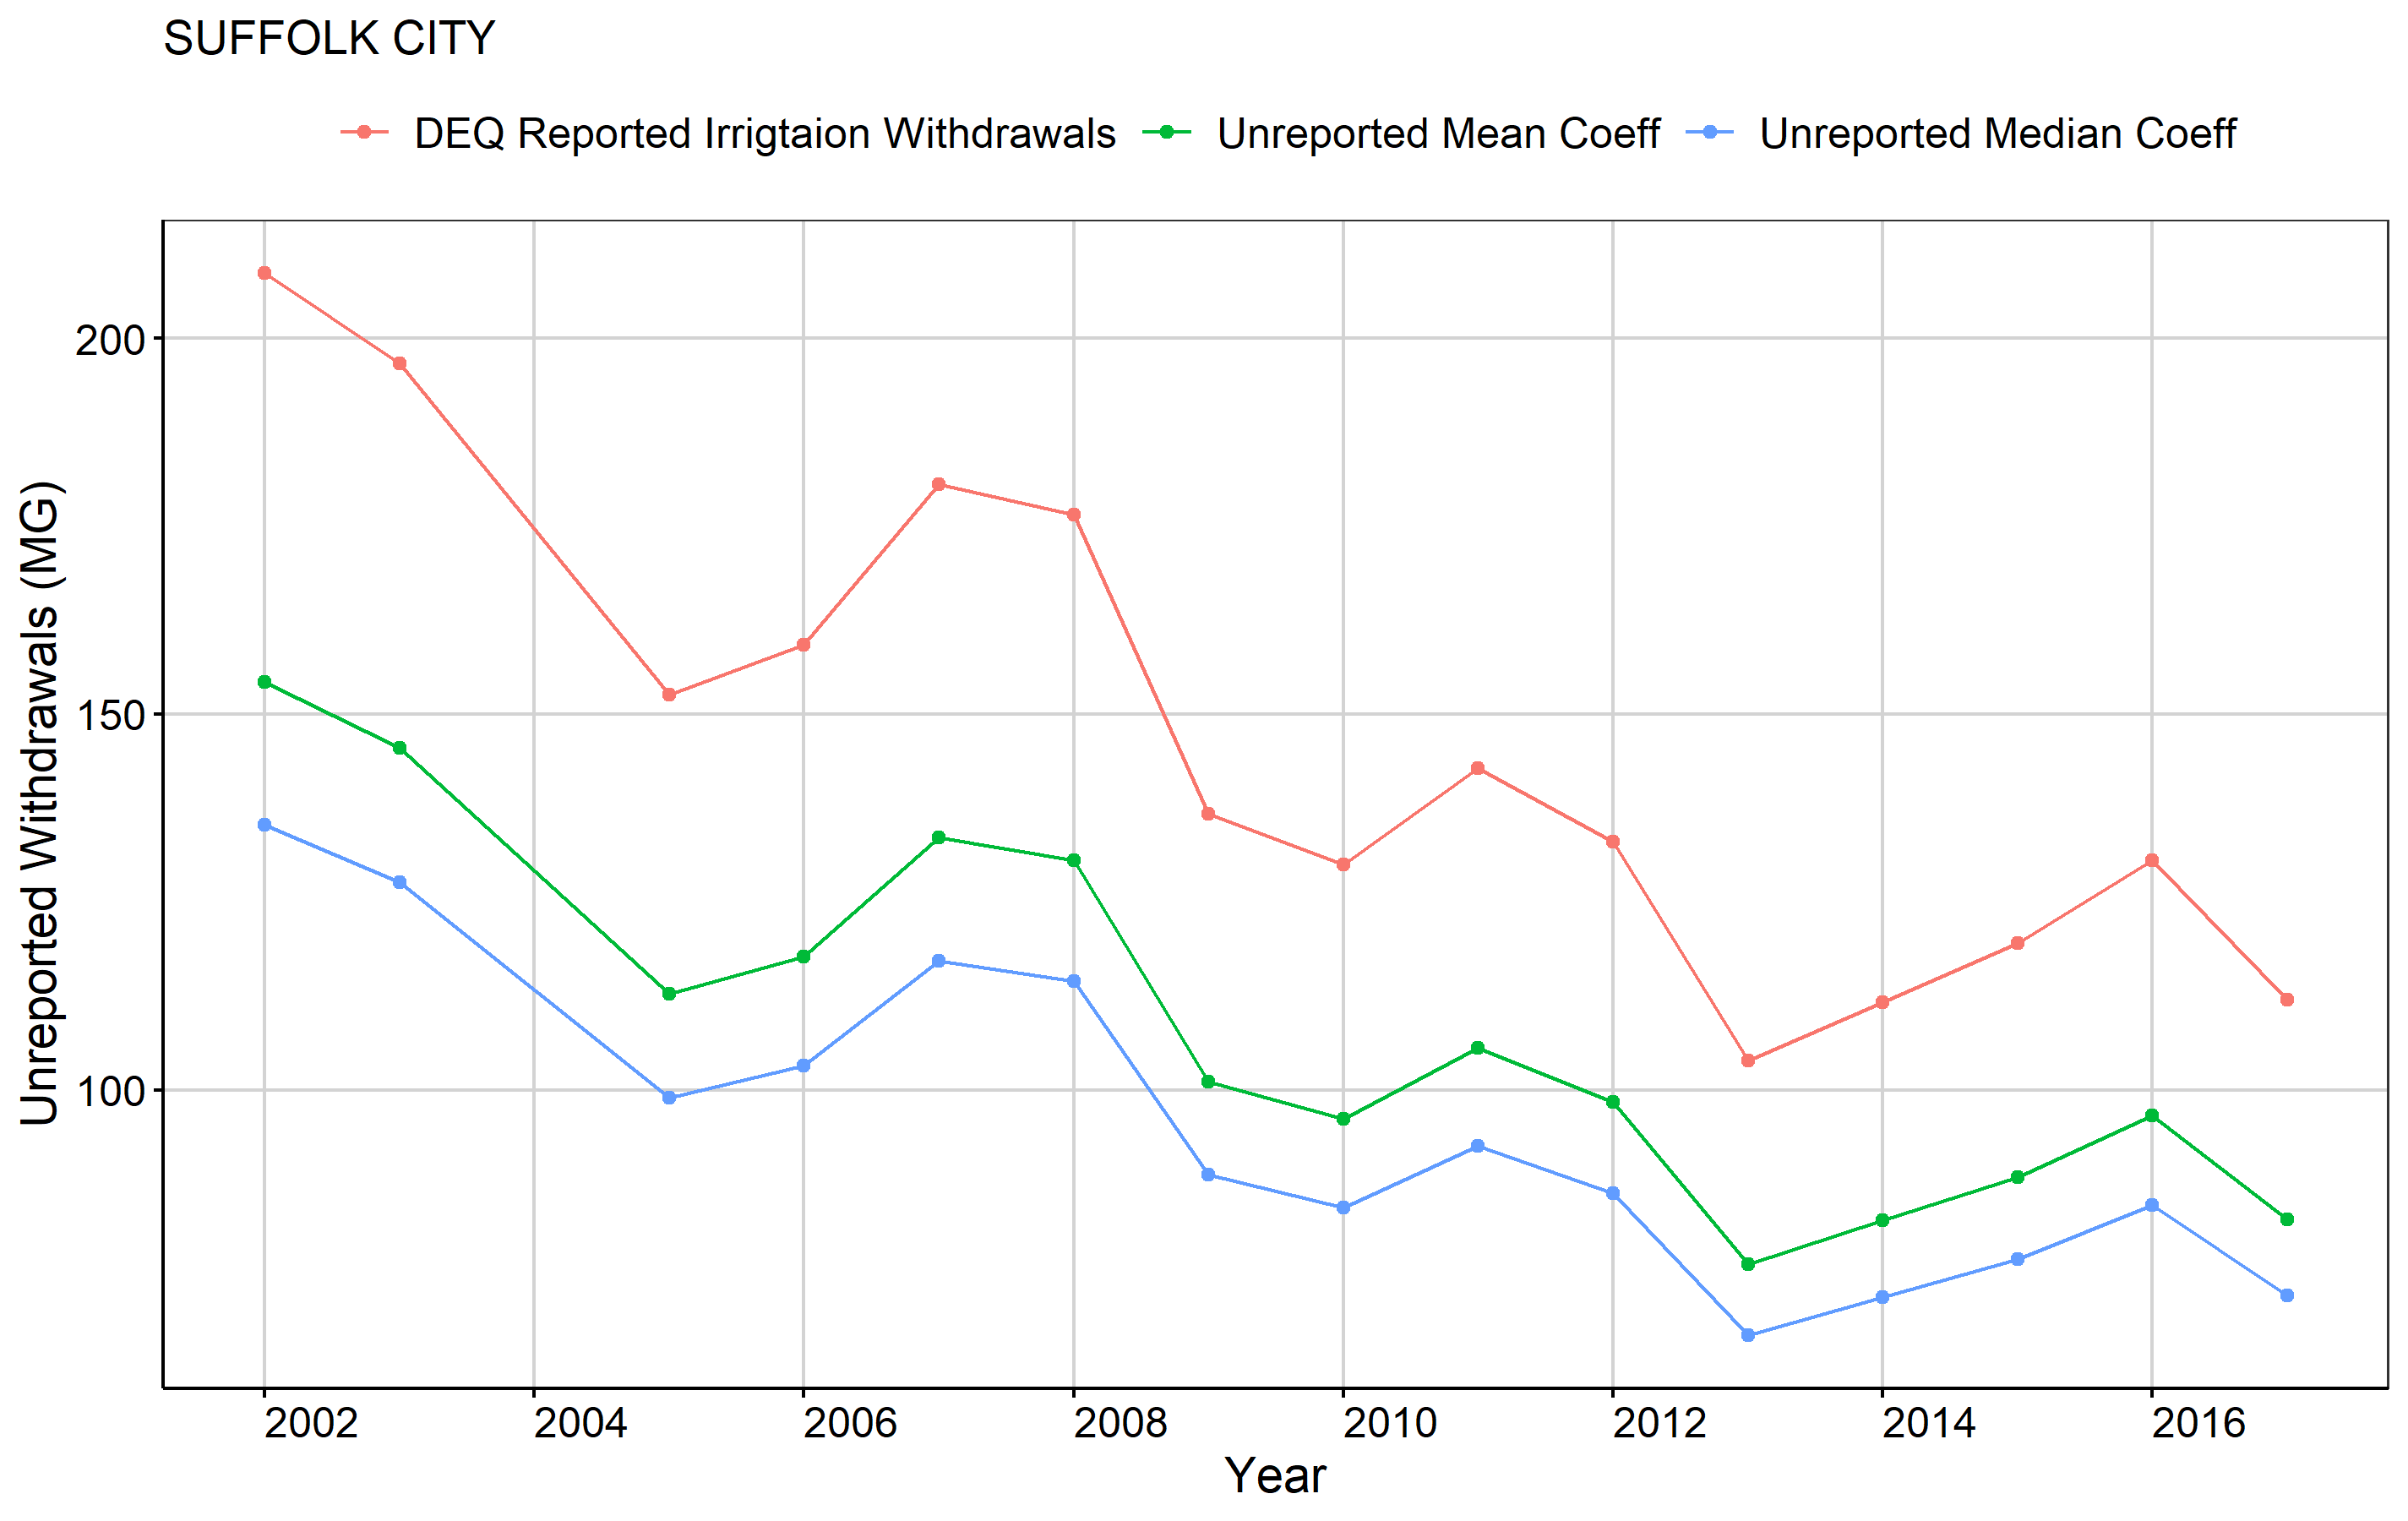 SUFFOLK CITY
DEQ Reported Irrigtaion Withdrawals Unreported Mean Coeff Unreported Median Coeff
Unreported Withdrawals (MG)
200
150
100
2002 2004 2006 2008 2010 2012 2014 2016
Year